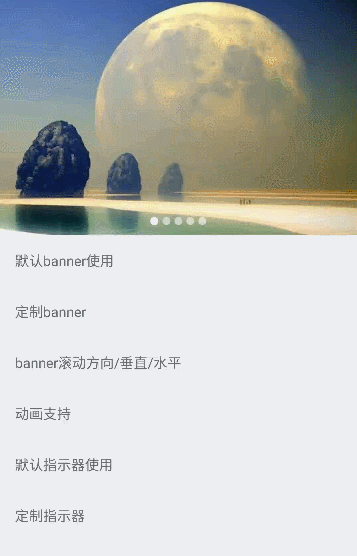 默认banner使用
定制banner
banner滚动方向/垂直/水平
动画支持
默认指示器使用
定制指示器